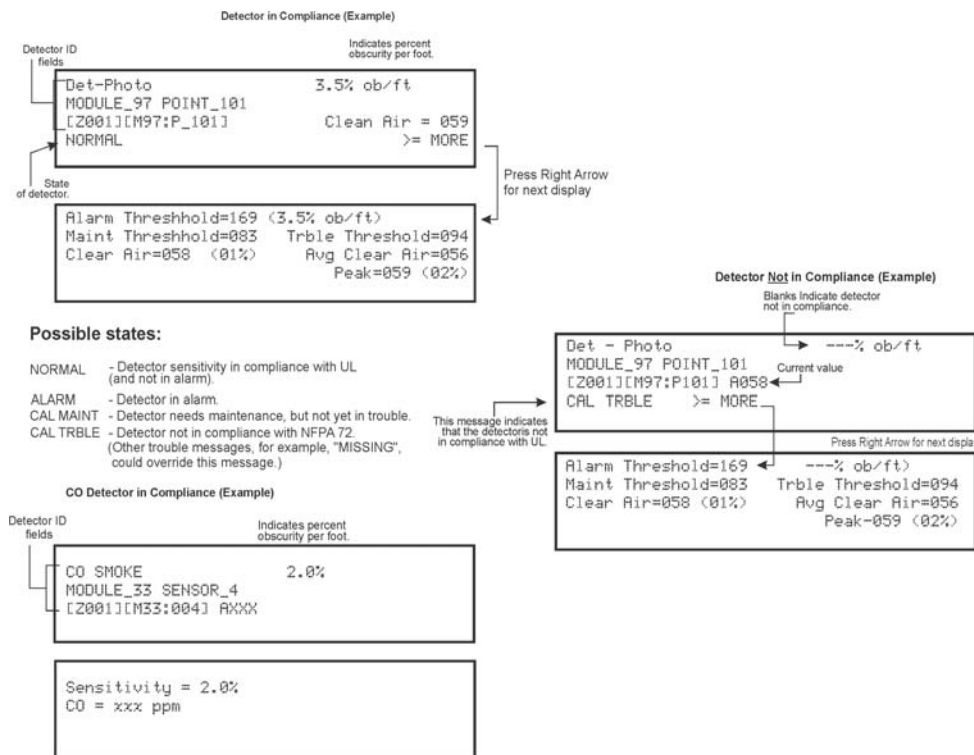 Detector in Compliance (Example)
Detector ID
fields
Indicates percent
obscurity per foot.
Det-Photo 3.5% ob/ft
MODULE_97 POINT_101
[Z001][M97:P_101] Clean Air = 059
NORMAL >= MORE
State
of detector.
Press Right Arrow
for next display
Alarm Threshhold=169 (3.5% ob/ft)
Maint Threshhold=083 Trble Threshold=094
Clear Air=058 (01%) Avg Clear Air=056
Peak=059 (02%)
Possible states:
NORMAL - Detector sensitivity in compliance with UL
(and not in alarm).
ALARM - Detector in alarm.
CAL MAINT - Detector needs maintenance, but not yet in trouble.
CAL TRBLE - Detector not in compliance with NFPA 72.
(Other trouble messages, for example, "MISSING",
could override this message.)
Detector Not in Compliance (Example)
Blanks Indicate detector
not in compliance.
Det - Photo ---% ob/ft
MODULE_97 POINT_101
[Z001][M97:P101] A058
Current value
CAL TRBLE >= MORE
This message indicates
that the detectoris not
in compliance with UL.
Press Right Arrow for next display
Alarm Threshold=169 ---% ob/ft)
Maint Threshold=083 Trble Threshold=094
Clear Air=058 (01%) Avg Clear Air=056
Peak-059 (02%)
CO Detector in Compliance (Example)
Detector ID
fields
Indicates percent
obscurity per foot.
CO SMOKE 2.0%
MODULE_33 SENSOR_4
[Z001][M33:004] AXXX
Sensitivity = 2.0%
CO = xxx ppm